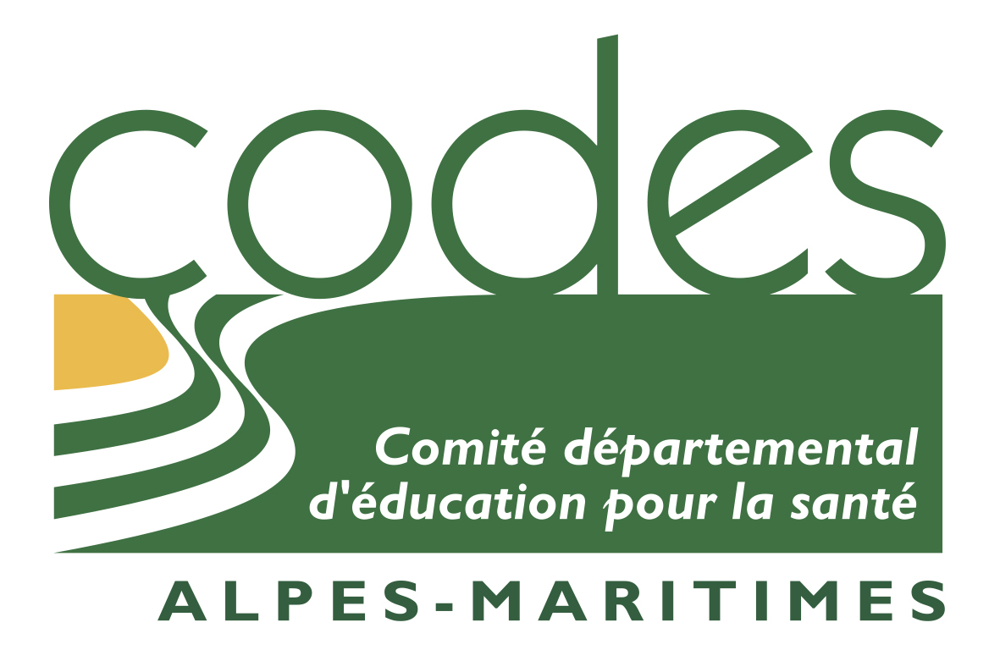 codes
Comité départemental
d'éducation pour la santé
ALPES-MARITIMES